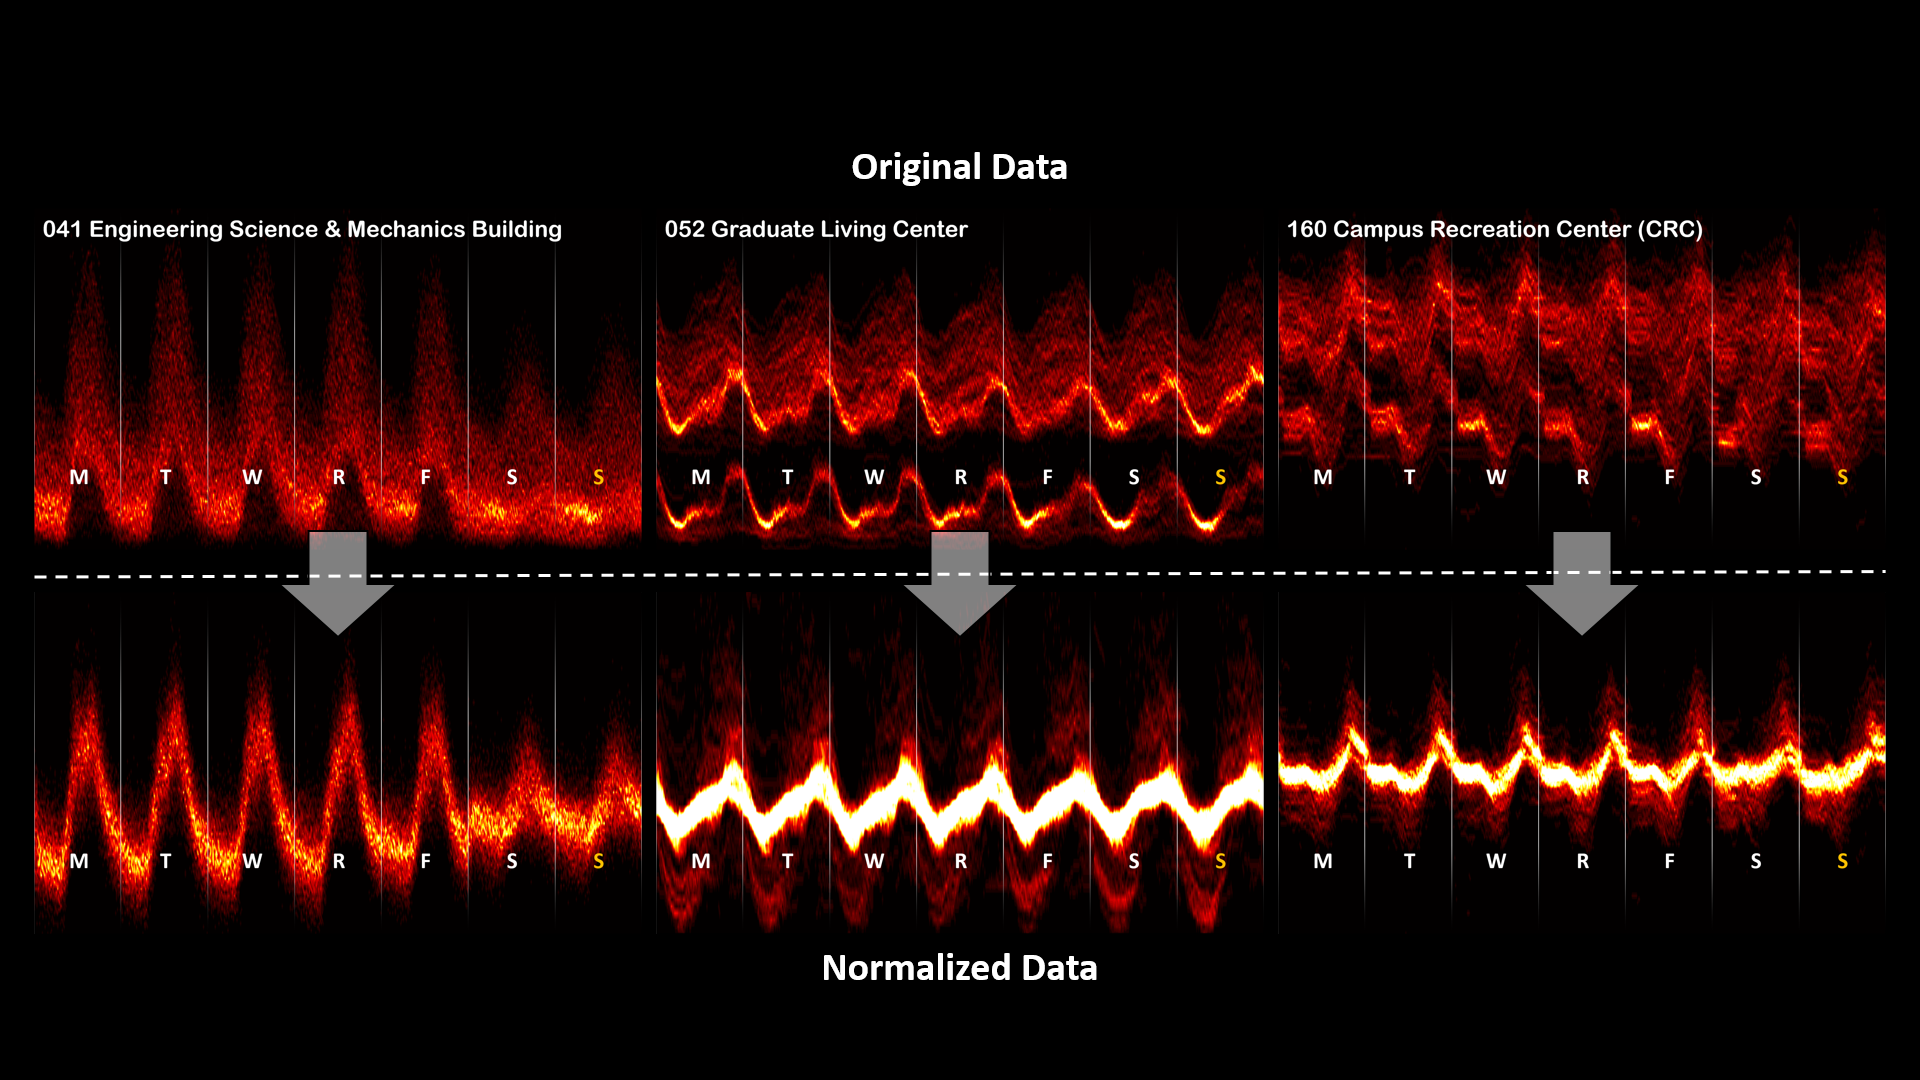 Original Data
041 Engineering Science & Mechanics Building
052 Graduate Living Center
160 Campus Recreation Center (CRC)
M T W R F S S
M T W R F S S
M T W R F S S
M T W R F S S
M T W R F S S
M T W R F S S
Normalized Data